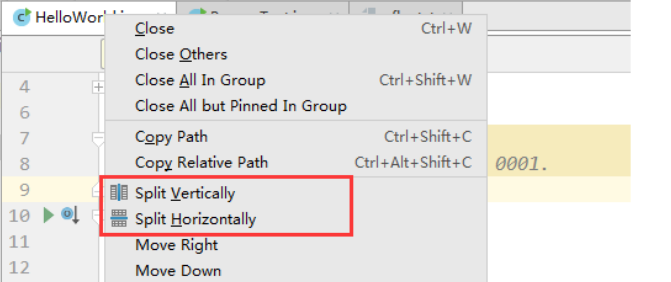 HelloWor
Close Ctrl+W
Close Others
Close All In Group Ctrl+Shift+W
Close All but Pinned In Group
Copy Path Ctrl+Shift+C
Copy Relative Path Ctrl+Alt+Shift+C
Split Vertically
Split Horizontally
Move Right
Move Down
4
6
7
8 0001.
9
10
11
12